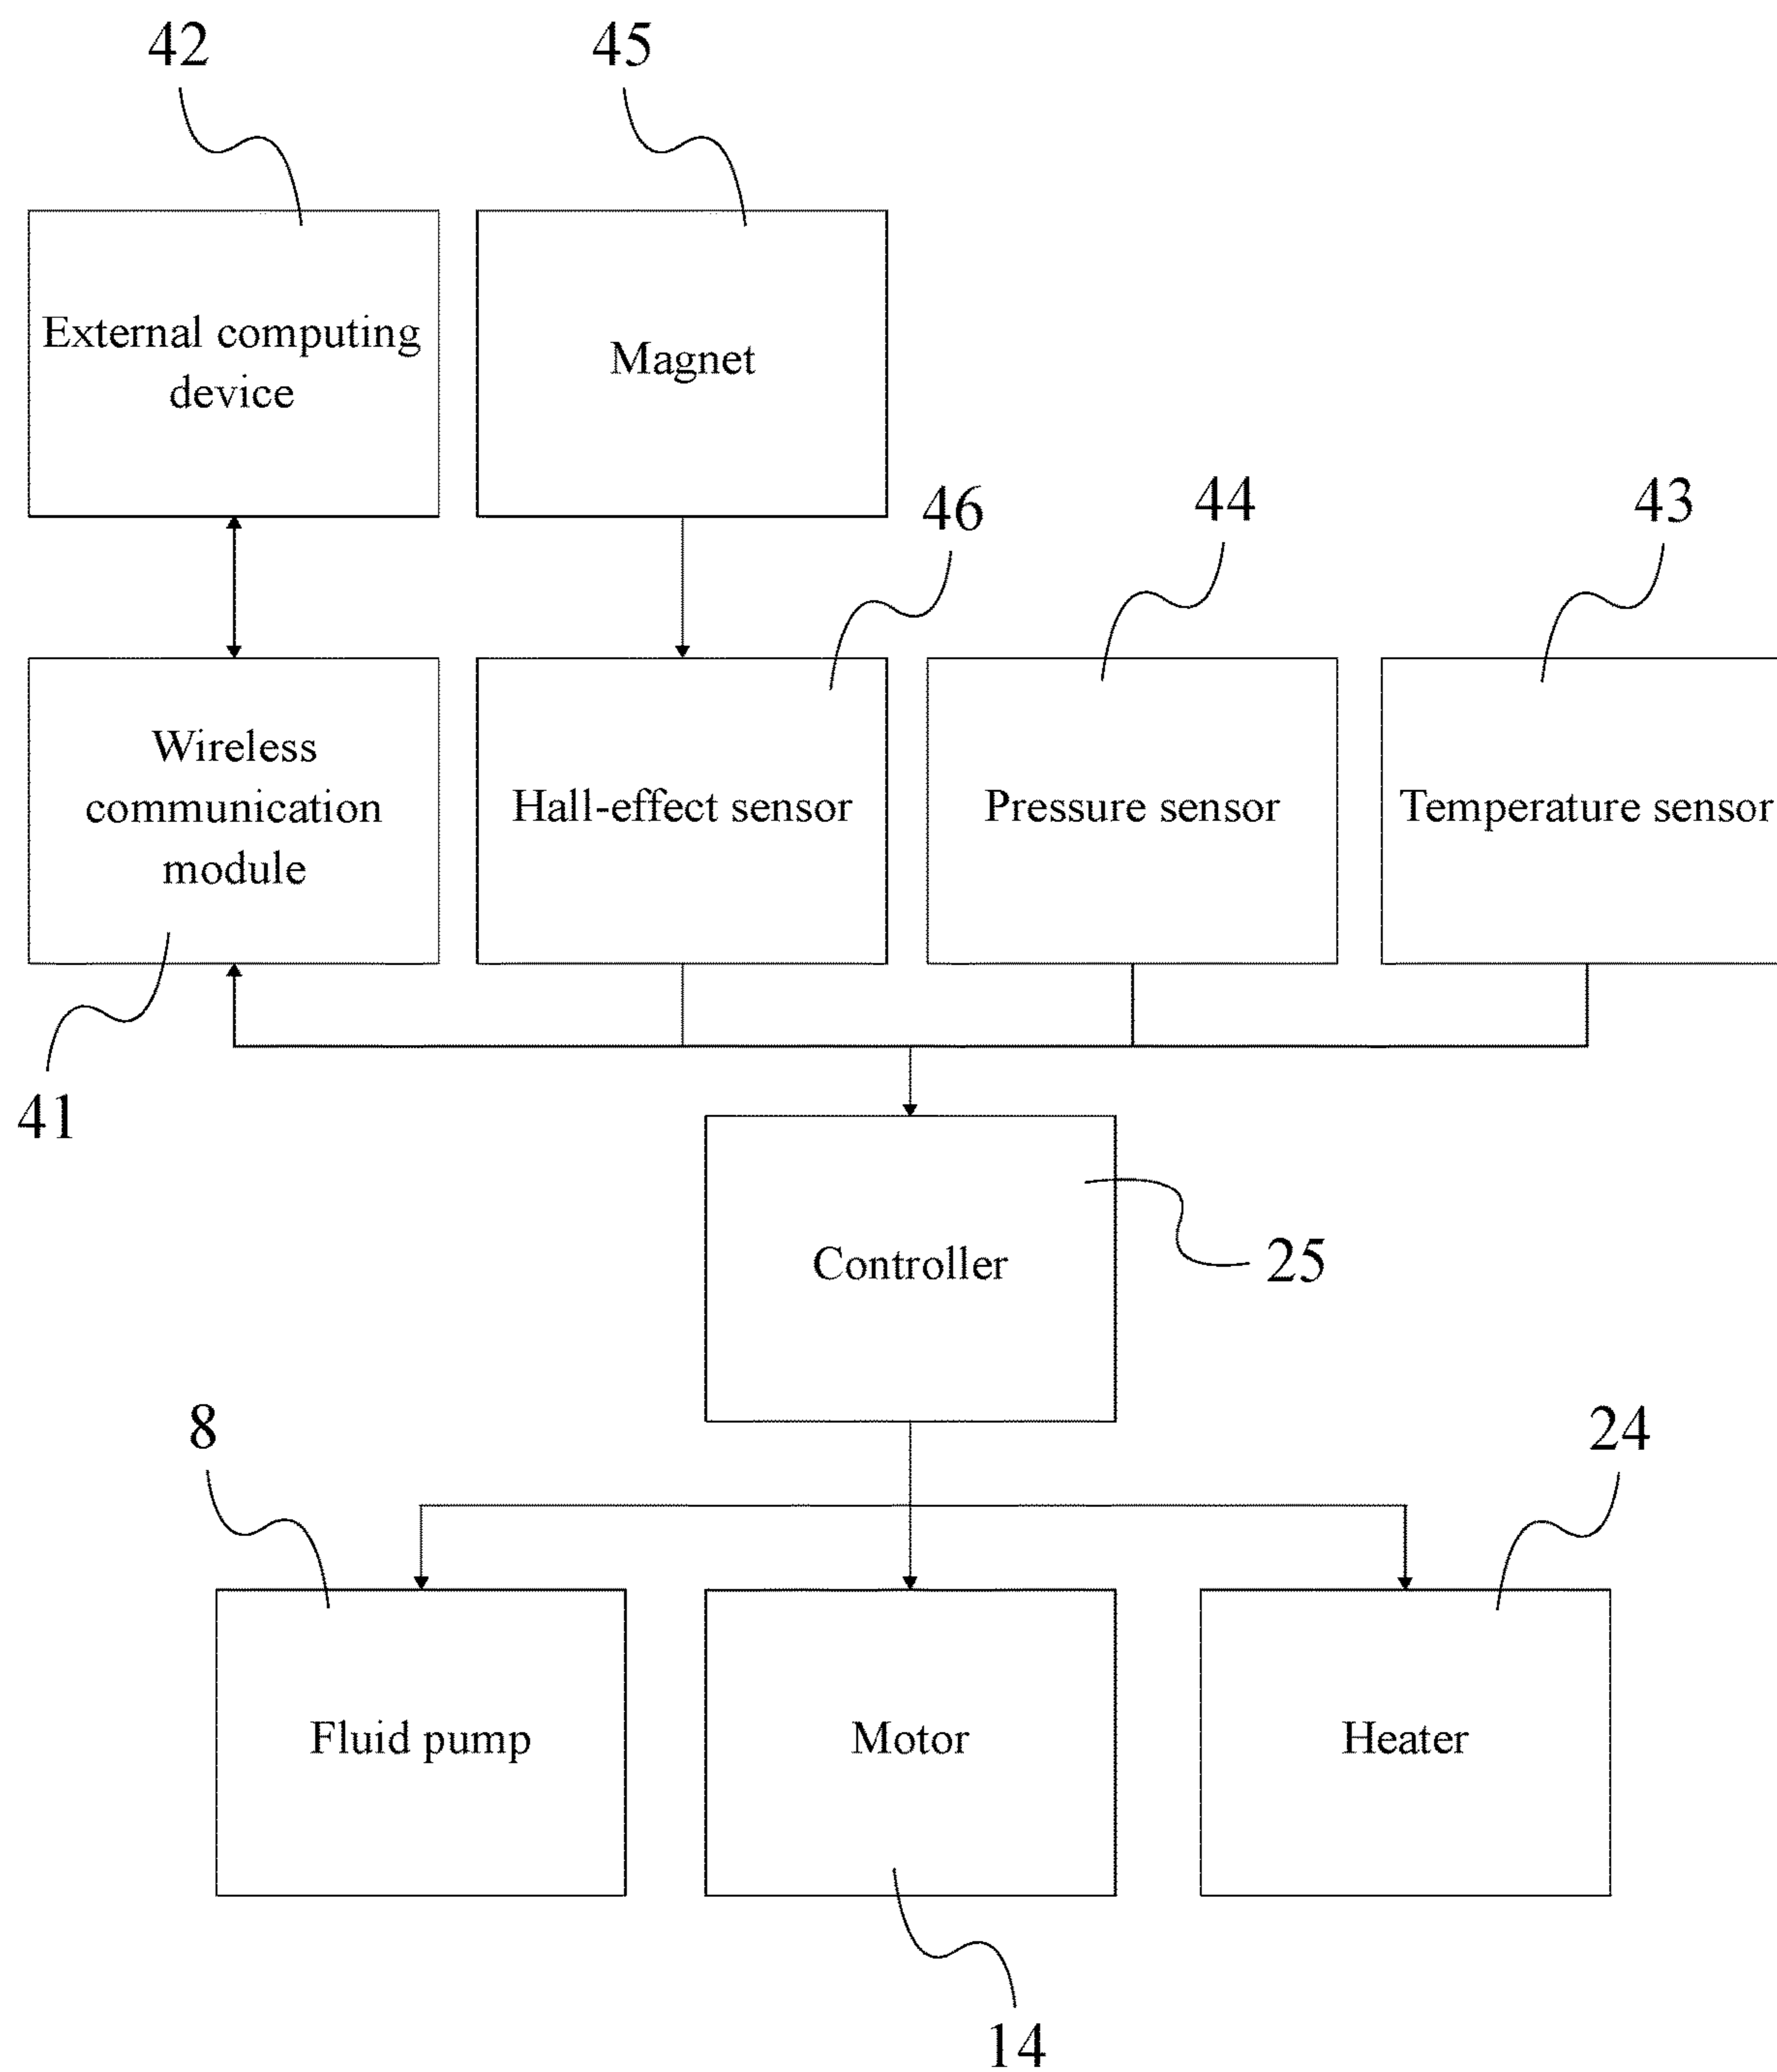 42
45
External computing
device
Magnet
46
44
43
Wireless
communication
module
Hall-effect sensor
Pressure sensor
Temperature sensor
41
Controller
25
8
24
Fluid pump
Motor
Heater
14